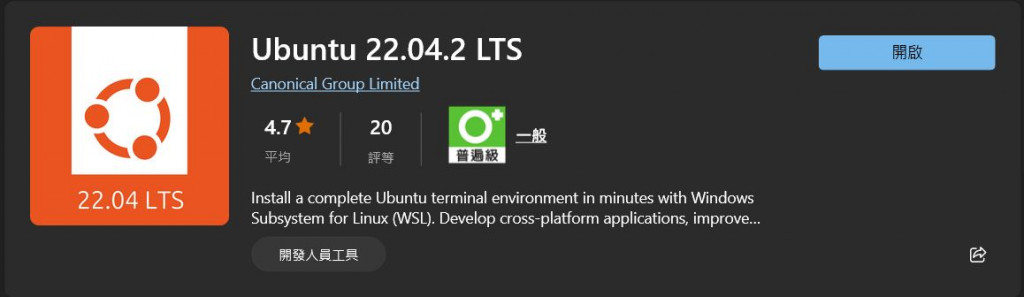 Ubuntu 22.04.2 LTS
開啟
Canonical Group Limited
4.7
20
平均
評等
普遍級
一般
22.04 LTS
Install a complete Ubuntu terminal environment in minutes with Windows
Subsystem for Linux (WSL). Develop cross-platform applications, improve...
開發人員工具